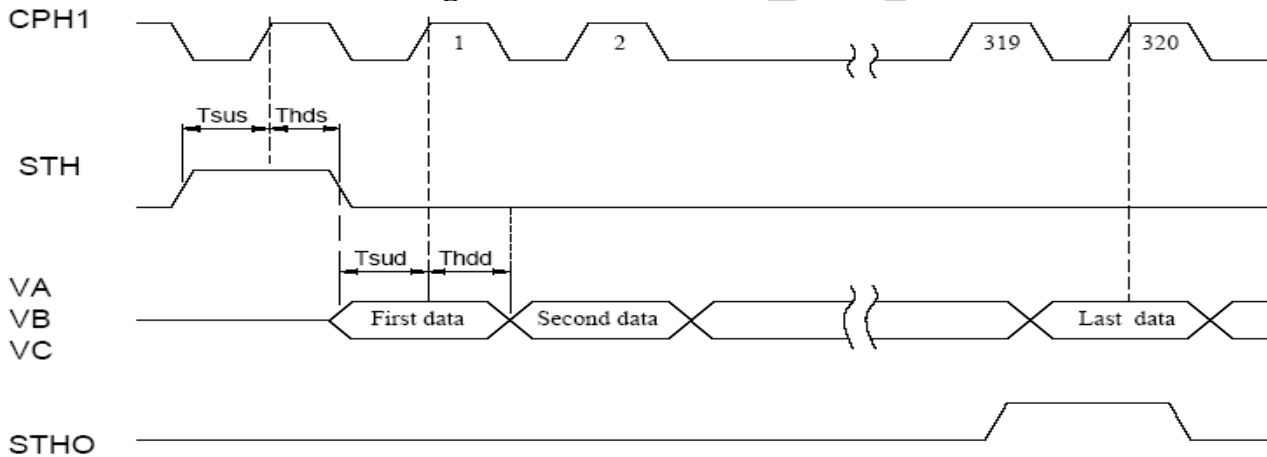 CPH1
1 2 319 320
Tsus Thds
STH
Tsud Thdd
VA
First data Second data Last data
VB
VC
STHO